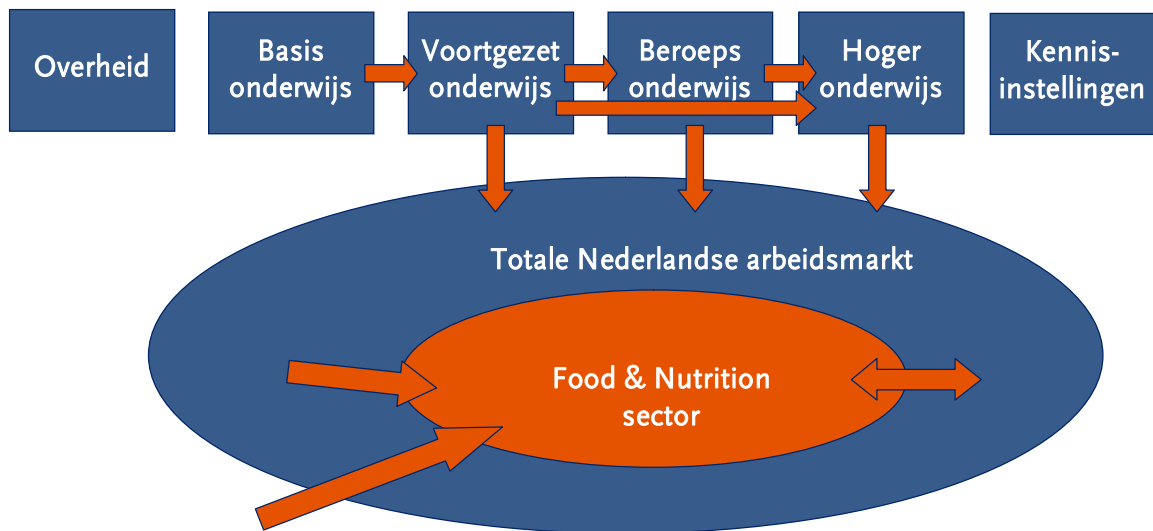 Overheid
Basis
onderwijs
Voortgezet
onderwijs
Beroeps
onderwijs
Hoger
onderwijs
Kennis-
instellingen
Totale Nederlandse arbeidsmarkt
Food & Nutrition
sector